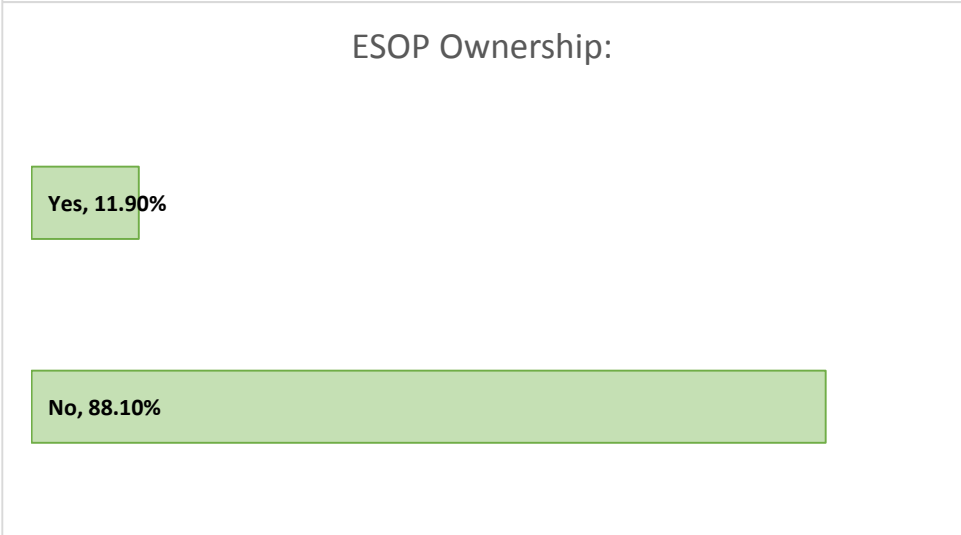 ESOP Ownership:
Yes, 11.90%
No, 88.10%